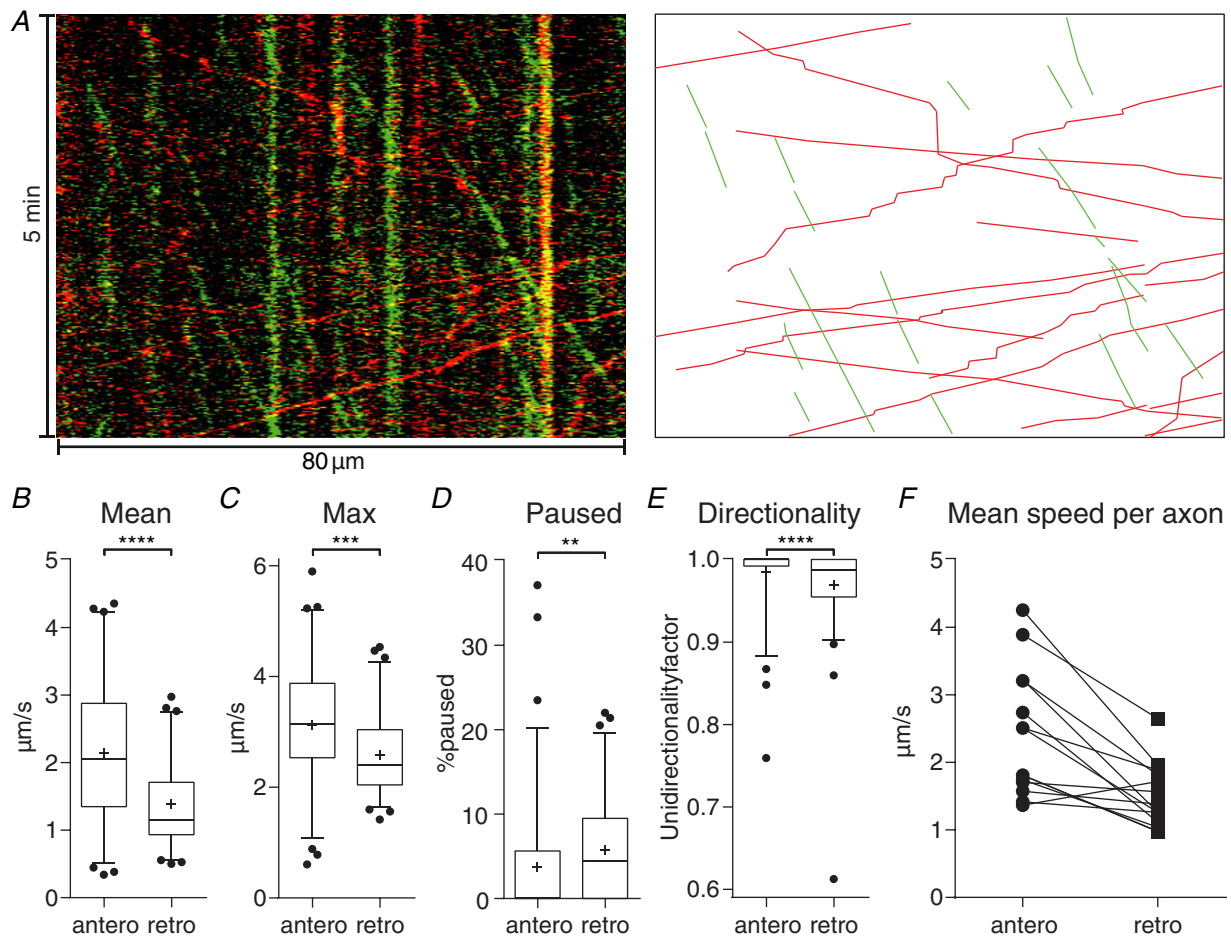 A
5 min
80 µm
B
Mean
****
µm/s
5
4
3
2
1
0
antero retro
C
Max
***
µm/s
6
4
2
0
antero retro
D
Paused
**
%paused
40
30
20
10
0
antero retro
E
Directionality
****
Unidirectionalityfactor
1.0
0.9
0.8
0.7
0.6
antero retro
F
Mean speed per axon
µm/s
5
4
3
2
1
0
antero
retro